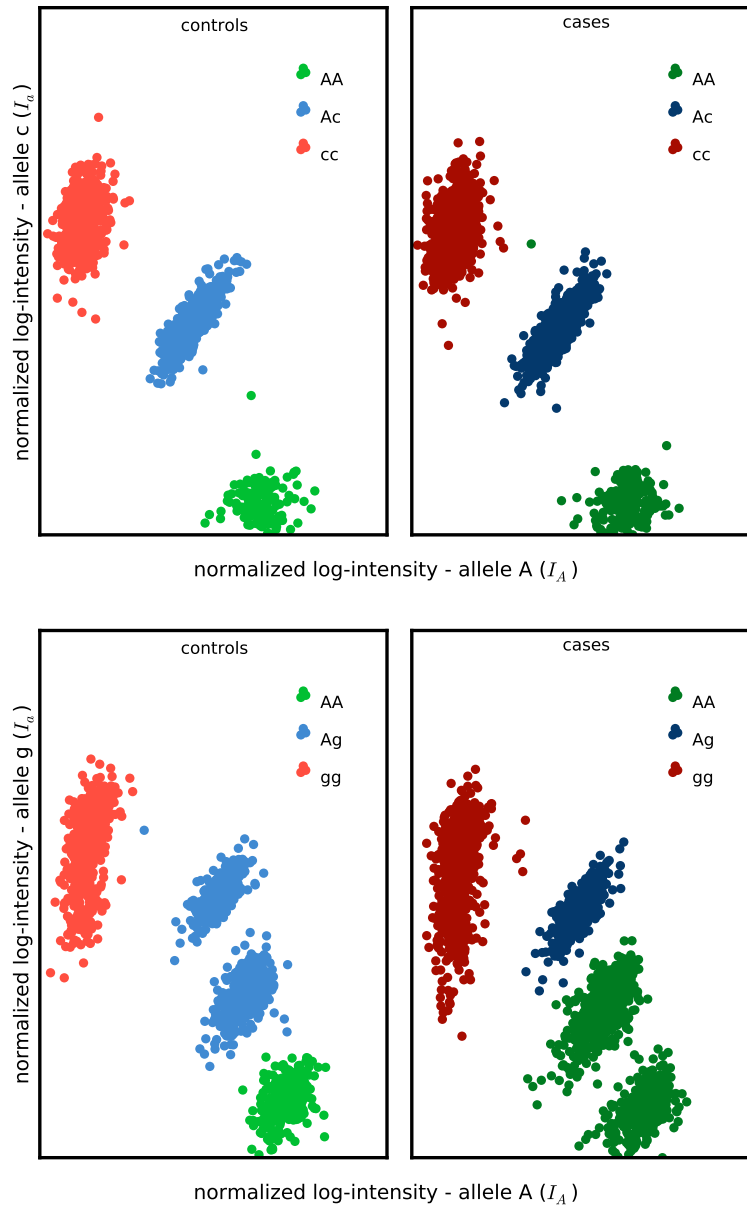 controls
cases
AA
Ac
cc
AA
Ac
cc
normalized log-intensity - allele c (I_a)
normalized log-intensity - allele A (I_A)
controls
cases
AA
Ag
gg
AA
Ag
gg
normalized log-intensity - allele g (I_a)
normalized log-intensity - allele A (I_A)